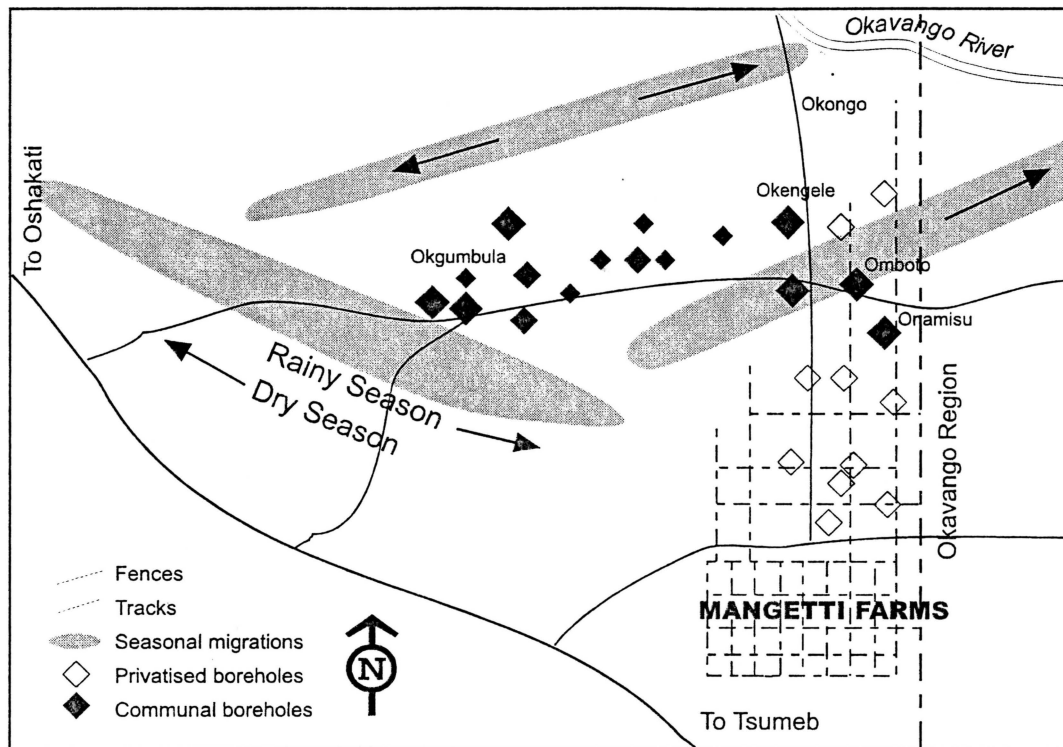 Okavango River
Okongo
To Oshakati
Okengele
Okgumbula
Omboto
Onamisu
Rainy Season
Dry Season
Okavango Region
Fences
Tracks
Seasonal migrations
Privatised boreholes
Communal boreholes
N
MANGETTI FARMS
To Tsumeb